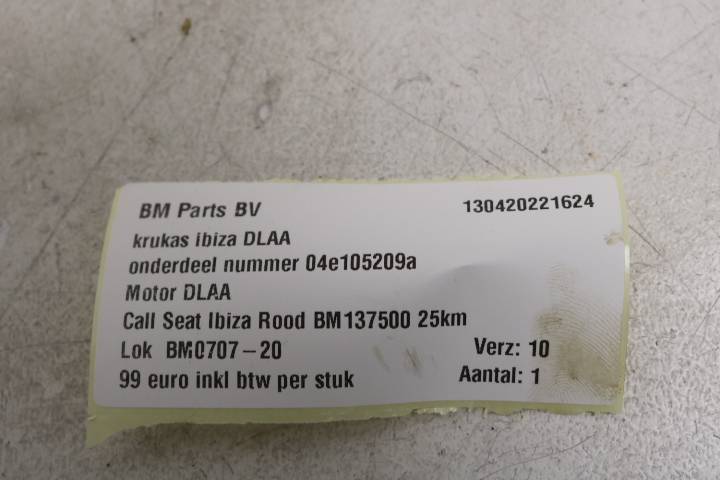 BM Parts BV 130420221624
krukas ibiza DLAA
onderdeel nummer 04e105209a
Motor DLAA
Call Seat Ibiza Rood BM137500 25km
Lok BM0707-20 Verz: 10
99 euro inkl btw per stuk Aantal: 1